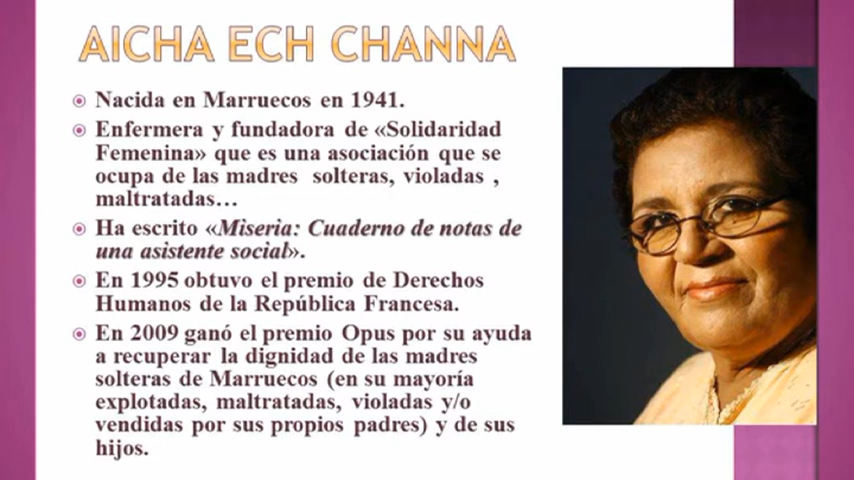 AICHA ECH CHANNA
Nacida en Marruecos en 1941.
Enfermera y fundadora de «Solidaridad
Femenina» que es una asociación que se
ocupa de las madres solteras, violadas ,
maltratadas…
Ha escrito «Miseria: Cuaderno de notas de
una asistente social».
En 1995 obtuvo el premio de Derechos
Humanos de la República Francesa.
En 2009 ganó el premio Opus por su ayuda
a recuperar la dignidad de las madres
solteras de Marruecos (en su mayoría
explotadas, maltratadas, violadas y/o
vendidas por sus propios padres) y de sus
hijos.